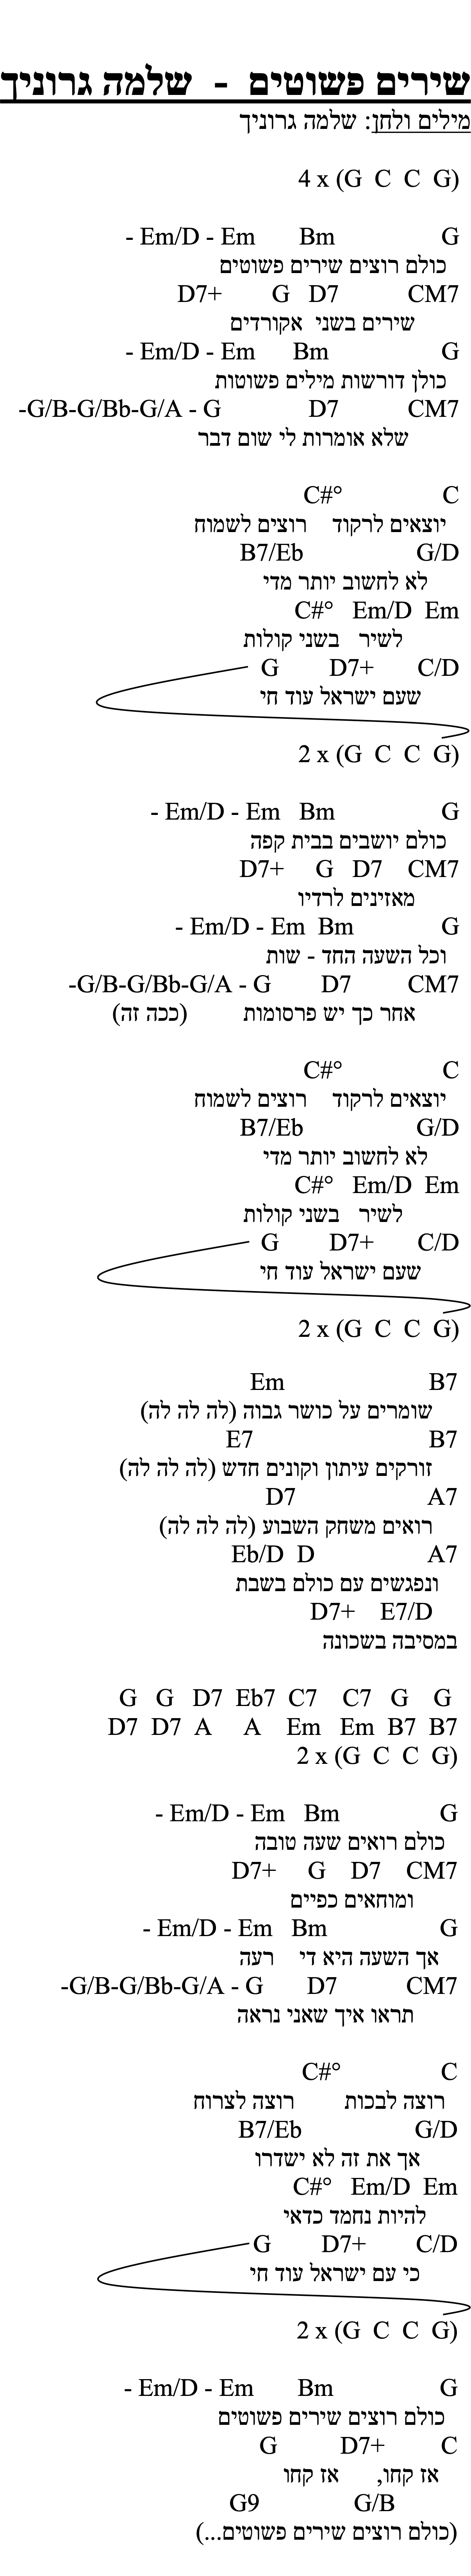 שירים פשוטים - שלמה גרוניך
מילים ולחן: שלמה גרוניך
4 x (G C C G)
- Em/D - Em Bm G
כולם רוצים שירים פשוטים
D7+ G D7 CM7
שירים בשני אקורדים
- Em/D - Em Bm G
כולן דורשות מילים פשוטות
-G/B-G/Bb-G/A - G D7 CM7
שלא אומרות לי שום דבר
C#° C
יוצאים לרקוד רוצים לשמוח
B7/Eb G/D
לא לחשוב יותר מדי
C#° Em/D Em
לשיר בשני קולות
G D7+ C/D
שעם ישראל עוד חי
2 x (G C C G)
- Em/D - Em Bm G
כולם יושבים בבית קפה
D7+ G D7 CM7
מאזינים לרדיו
- Em/D - Em Bm G
וכל השעה החד - שות
-G/B-G/Bb-G/A - G D7 CM7
אחר כך יש פרסומות (ככה זה)
C#° C
יוצאים לרקוד רוצים לשמוח
B7/Eb G/D
לא לחשוב יותר מדי
C#° Em/D Em
לשיר בשני קולות
G D7+ C/D
שעם ישראל עוד חי
2 x (G C C G)
Em B7
שומרים על כושר גבוה (לה לה לה)
E7 B7
זורקים עיתון וקונים חדש (לה לה לה)
D7 A7
רואים משחק השבוע (לה לה לה)
Eb/D D A7
ונפגשים עם כולם בשבת
D7+ E7/D
במסיבה בשכונה
G G D7 Eb7 C7 C7 G G
D7 D7 A A Em Em B7 B7
2 x (G C C G)
- Em/D - Em Bm G
כולם רואים שעה טובה
D7+ G D7 CM7
ומוחאים כפיים
- Em/D - Em Bm G
אך השעה היא די רעה
-G/B-G/Bb-G/A - G D7 CM7
תראו איך שאני נראה
C#° C
רוצה לבכות רוצה לצרוח
B7/Eb G/D
אך את זה לא ישדרו
C#° Em/D Em
להיות נחמד כדאי
G D7+ C/D
כי עם ישראל עוד חי
2 x (G C C G)
- Em/D - Em Bm G
כולם רוצים שירים פשוטים
G D7+ C
אז קחו, אז קחו
G9 G/B
(כולם רוצים שירים פשוטים...)